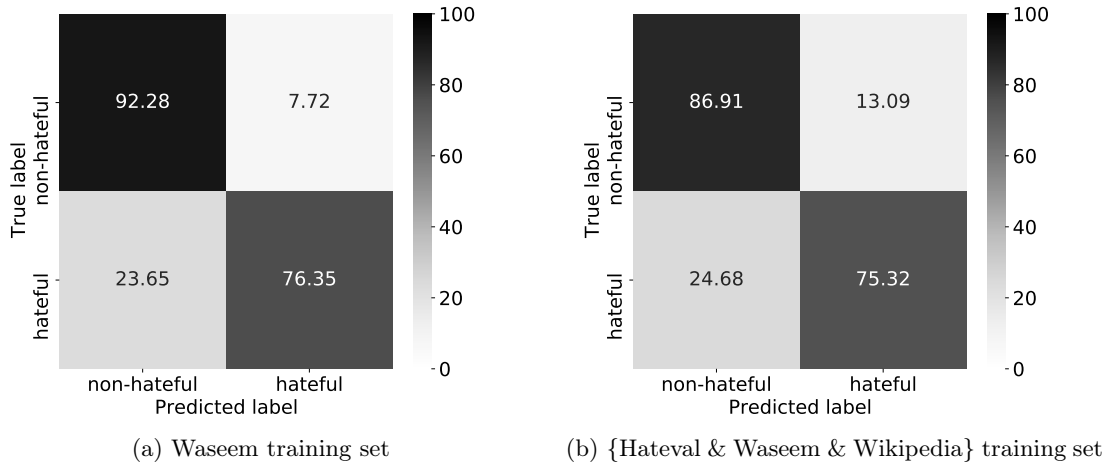 True label
non-hateful
hateful
92.28
7.72
23.65
76.35
non-hateful
hateful
Predicted label
100
80
60
40
20
0
(a) Waseem training set
True label
non-hateful
hateful
86.91
13.09
24.68
75.32
non-hateful
hateful
Predicted label
100
80
60
40
20
0
(b) {Hateval & Waseem & Wikipedia} training set